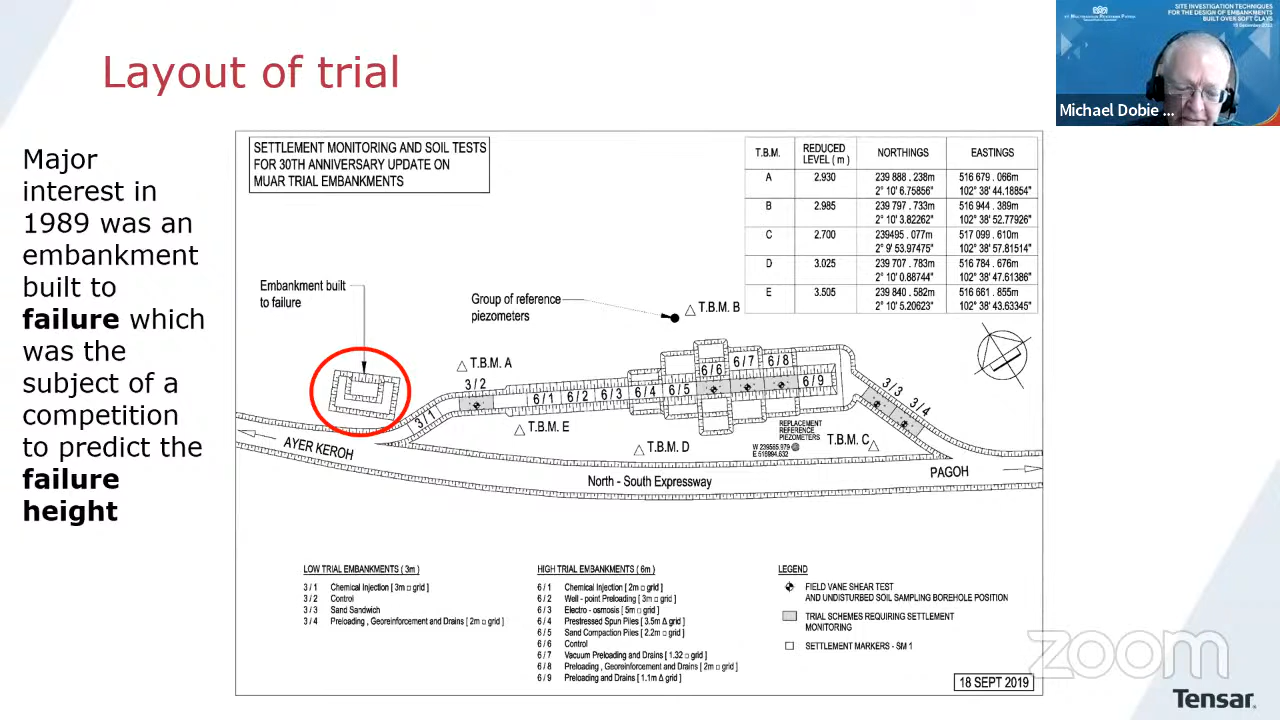 Layout of trial
SITE INVESTIGATION TECHNIQUES
FOR THE DESIGN OF EMBANKMENTS
BUILT OVER SOFT CLAYS
Michael Dobie ...
Major
interest in
1989 was an
embankment
built to
failure which
was the
subject of a
competition
to predict the
failure
height
SETTLEMENT MONITORING AND SOIL TESTS
FOR 30TH ANNIVERSARY UPDATE ON
MUAR TRIAL EMBANKMENTS
T.B.M. REDUCED LEVEL ( m ) NORTHINGS EASTINGS
A 2.930 239 888 . 238m 516 679 . 066m
2° 10' 6.75856" 102° 38' 44.18854"
B 2.985 239 797 . 733m 516 944 . 389m
2° 10' 3.82262" 102° 38' 52.77926"
C 2.700 239495 . 077m 517 099 . 610m
2° 9' 53.97475" 102° 38' 57.81514"
D 3.025 239 707 . 783m 516 784 . 676m
2° 10' 0.88744" 102° 38' 47.61386"
E 3.505 239 840 . 582m 516 661 . 855m
2° 10' 5.20623" 102° 38' 43.63345"
Embankment built
to failure
Group of reference
piezometers
T.B.M. B
T.B.M. A
3/2
3/1
6/1 6/2 6/3 6/4 6/5 6/6 6/7 6/8 6/9
3/3
3/4
T.B.M. E
T.B.M. D
REPLACEMENT
REFERENCE
PIEZOMETERS
T.B.M. C
AYER KEROH
North - South Expressway
PAGOH
LOW TRIAL EMBANKMENTS ( 3m )
3 / 1 Chemical Injection [ 3m □ grid ]
3 / 2 Control
3 / 3 Sand Sandwich
3 / 4 Preloading , Georeinforcement and Drains [ 2m □ grid ]
HIGH TRIAL EMBANKMENTS ( 6m )
6 / 1 Chemical Injection [ 2m □ grid ]
6 / 2 Well - point Preloading [ 3m □ grid ]
6 / 3 Electro - osmosis [ 5m □ grid ]
6 / 4 Prestressed Spun Piles [ 3.5m Δ grid ]
6 / 5 Sand Compaction Piles [ 2.2m □ grid ]
6 / 6 Control
6 / 7 Vacuum Preloading and Drains [ 1.32 □ grid ]
6 / 8 Preloading , Georeinforcement and Drains [ 2m □ grid ]
6 / 9 Preloading and Drains [ 1.1m Δ grid ]
LEGEND
FIELD VANE SHEAR TEST
AND UNDISTURBED SOIL SAMPLING BOREHOLE POSITION
TRIAL SCHEMES REQUIRING SETTLEMENT
MONITORING
SETTLEMENT MARKERS - SM 1
18 SEPT 2019
zoom
Tensar.